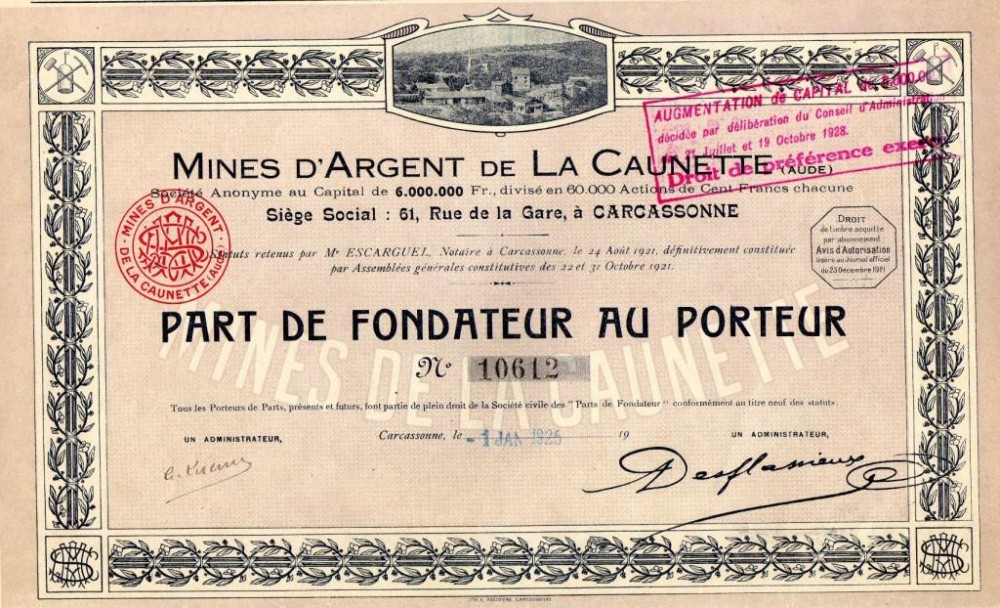 MINES D'ARGENT DE LA CAUNETTE (AUDE)
Société Anonyme au Capital de 6.000.000 Fr., divisé en 60.000 Actions de Cent Francs chacune
Siège Social : 61, Rue de la Gare, à CARCASSONNE
AUGMENTATION de CAPITAL de
décidée par délibération du Conseil d'Administrat
Juillet et 19 Octobre 1928.
Droit de préférence exer
MINES D'ARGENT
DE LA CAUNETTE (AUDE)
Statuts retenus par Me ESCARGUEL, Notaire à Carcassonne, le 24 Août 1921, définitivement constituée
par Assemblées générales constitutives des 22 et 31 Octobre 1921.
DROIT
de timbre acquitté
par abonnement
Avis d'Autorisation
inséré au Journal officiel
du 23 Décembre 1921
PART DE FONDATEUR AU PORTEUR
MINES DE LA CAUNETTE
No 10612
Tous les Porteurs de Parts, présents et futurs, font partie de plein droit de la Société civile des "Parts de Fondateur" conformément au titre neuf des statuts.
UN ADMINISTRATEUR,
Carcassonne, le -1 JAN 1925 19
UN ADMINISTRATEUR,